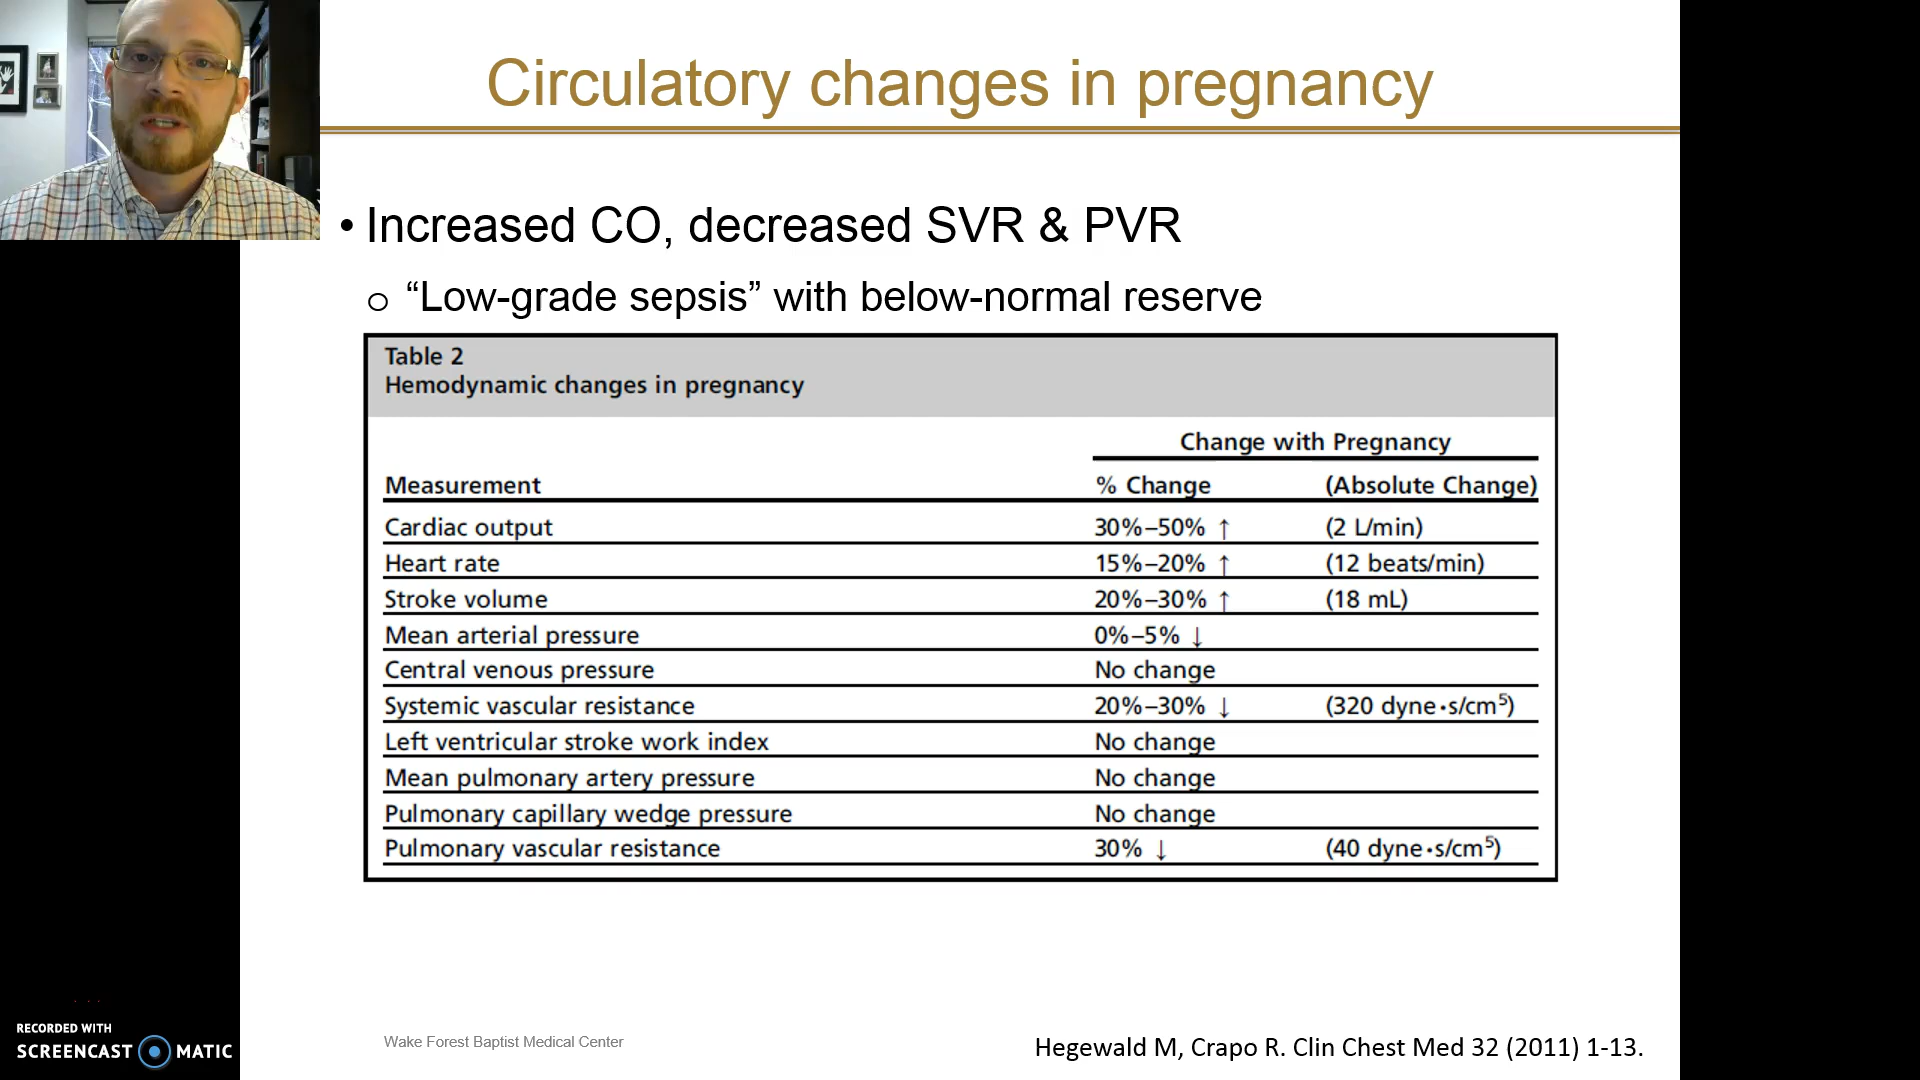 Circulatory changes in pregnancy
• Increased CO, decreased SVR & PVR
o “Low-grade sepsis” with below-normal reserve
Table 2
Hemodynamic changes in pregnancy
Change with Pregnancy
Measurement % Change (Absolute Change)
Cardiac output 30%–50% ↑ (2 L/min)
Heart rate 15%–20% ↑ (12 beats/min)
Stroke volume 20%–30% ↑ (18 mL)
Mean arterial pressure 0%–5% ↓
Central venous pressure No change
Systemic vascular resistance 20%–30% ↓ (320 dyne·s/cm⁵)
Left ventricular stroke work index No change
Mean pulmonary artery pressure No change
Pulmonary capillary wedge pressure No change
Pulmonary vascular resistance 30% ↓ (40 dyne·s/cm⁵)
Wake Forest Baptist Medical Center
Hegewald M, Crapo R. Clin Chest Med 32 (2011) 1-13.
RECORDED WITH
SCREENCAST MATIC